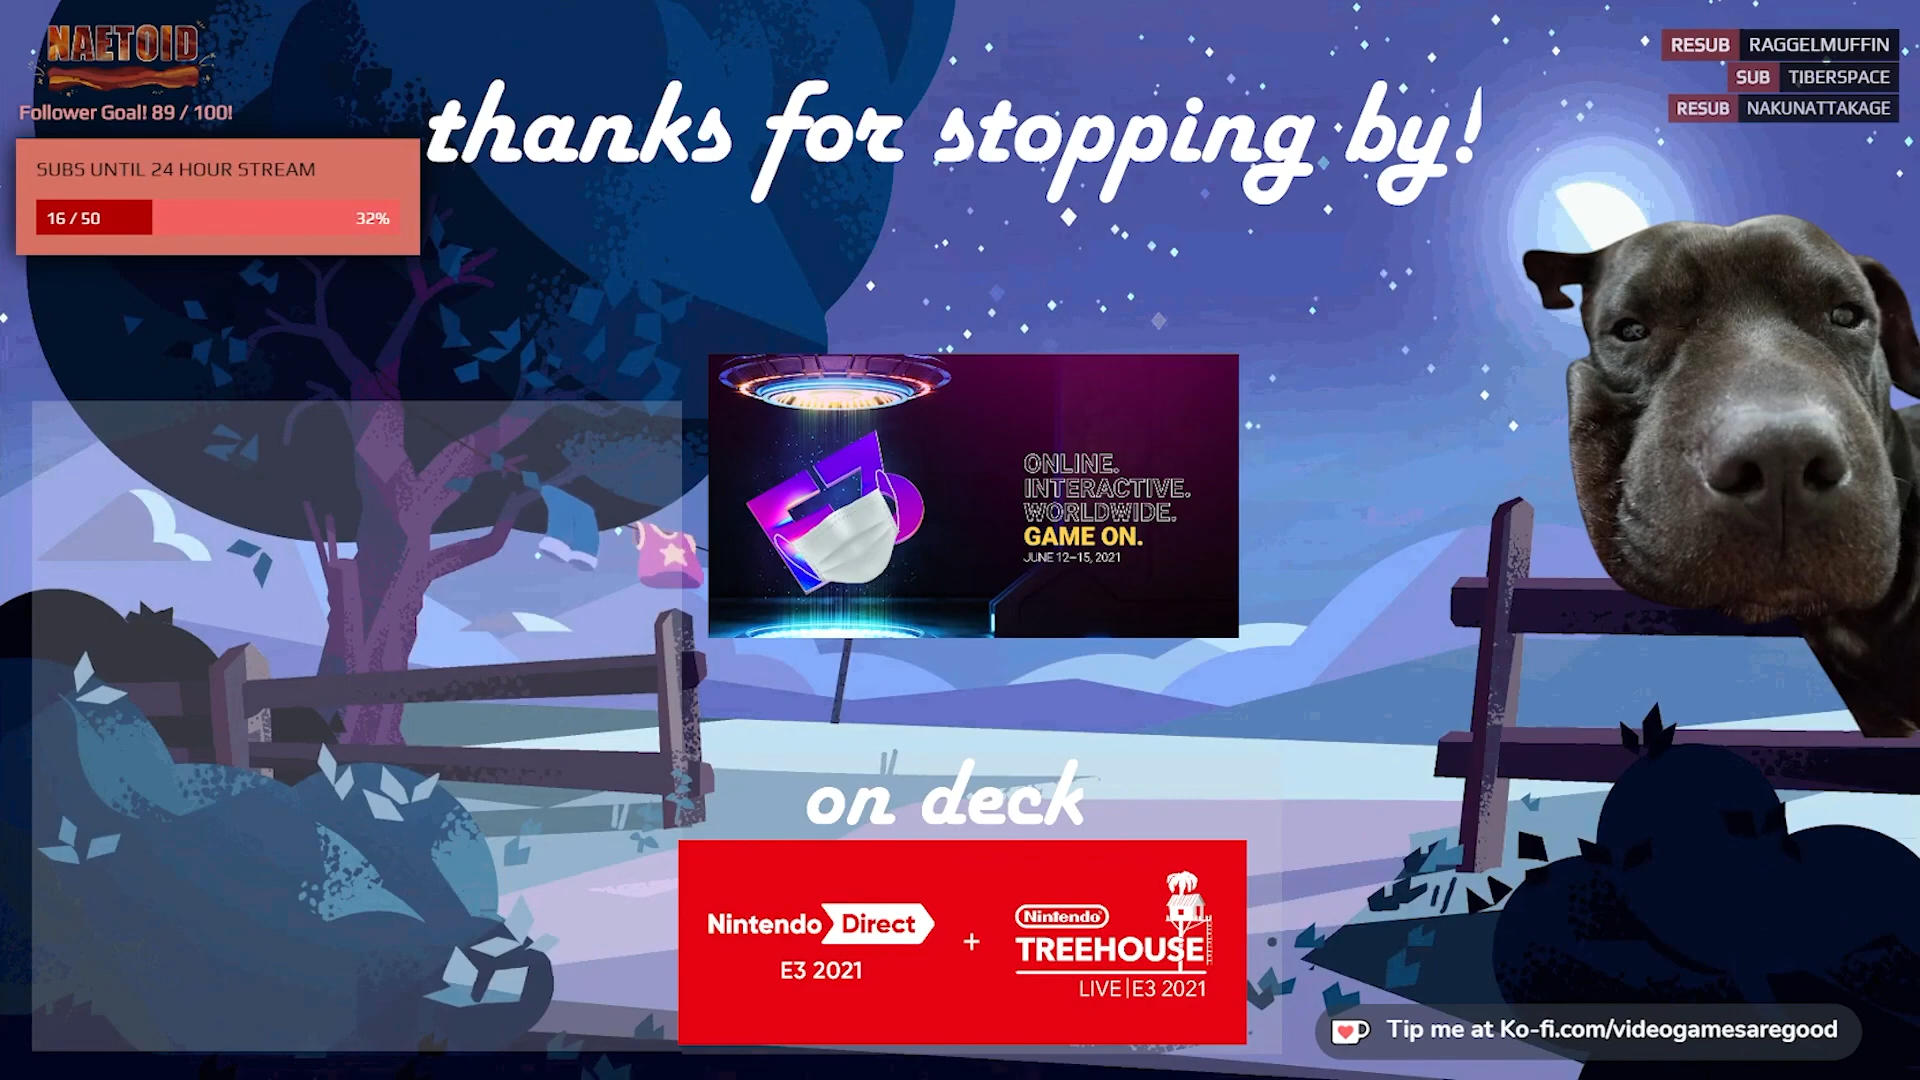 NAETOID
Follower Goal! 89 / 100!
SUBS UNTIL 24 HOUR STREAM
16 / 50
32%
thanks for stopping by!
RESUB RAGGELMUFFIN
SUB TIBERSPACE
RESUB NAKUNATTAKAGE
ONLINE.
INTERACTIVE.
WORLDWIDE.
GAME ON.
JUNE 12–15, 2021
on deck
Nintendo Direct
E3 2021
+
Nintendo
TREEHOUSE
LIVE | E3 2021
Tip me at Ko-fi.com/videogamesaregood